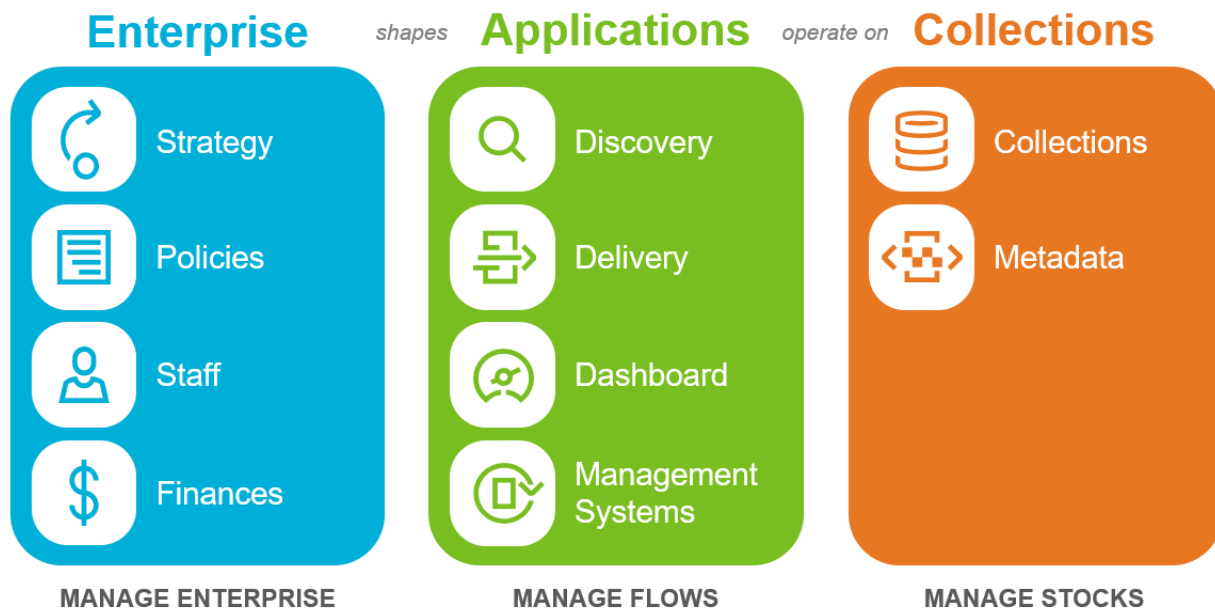 Enterprise shapes Applications operate on Collections
Strategy
Policies
Staff
$
Finances
Discovery
Delivery
Dashboard
Management
Systems
Collections
Metadata
MANAGE ENTERPRISE
MANAGE FLOWS
MANAGE STOCKS